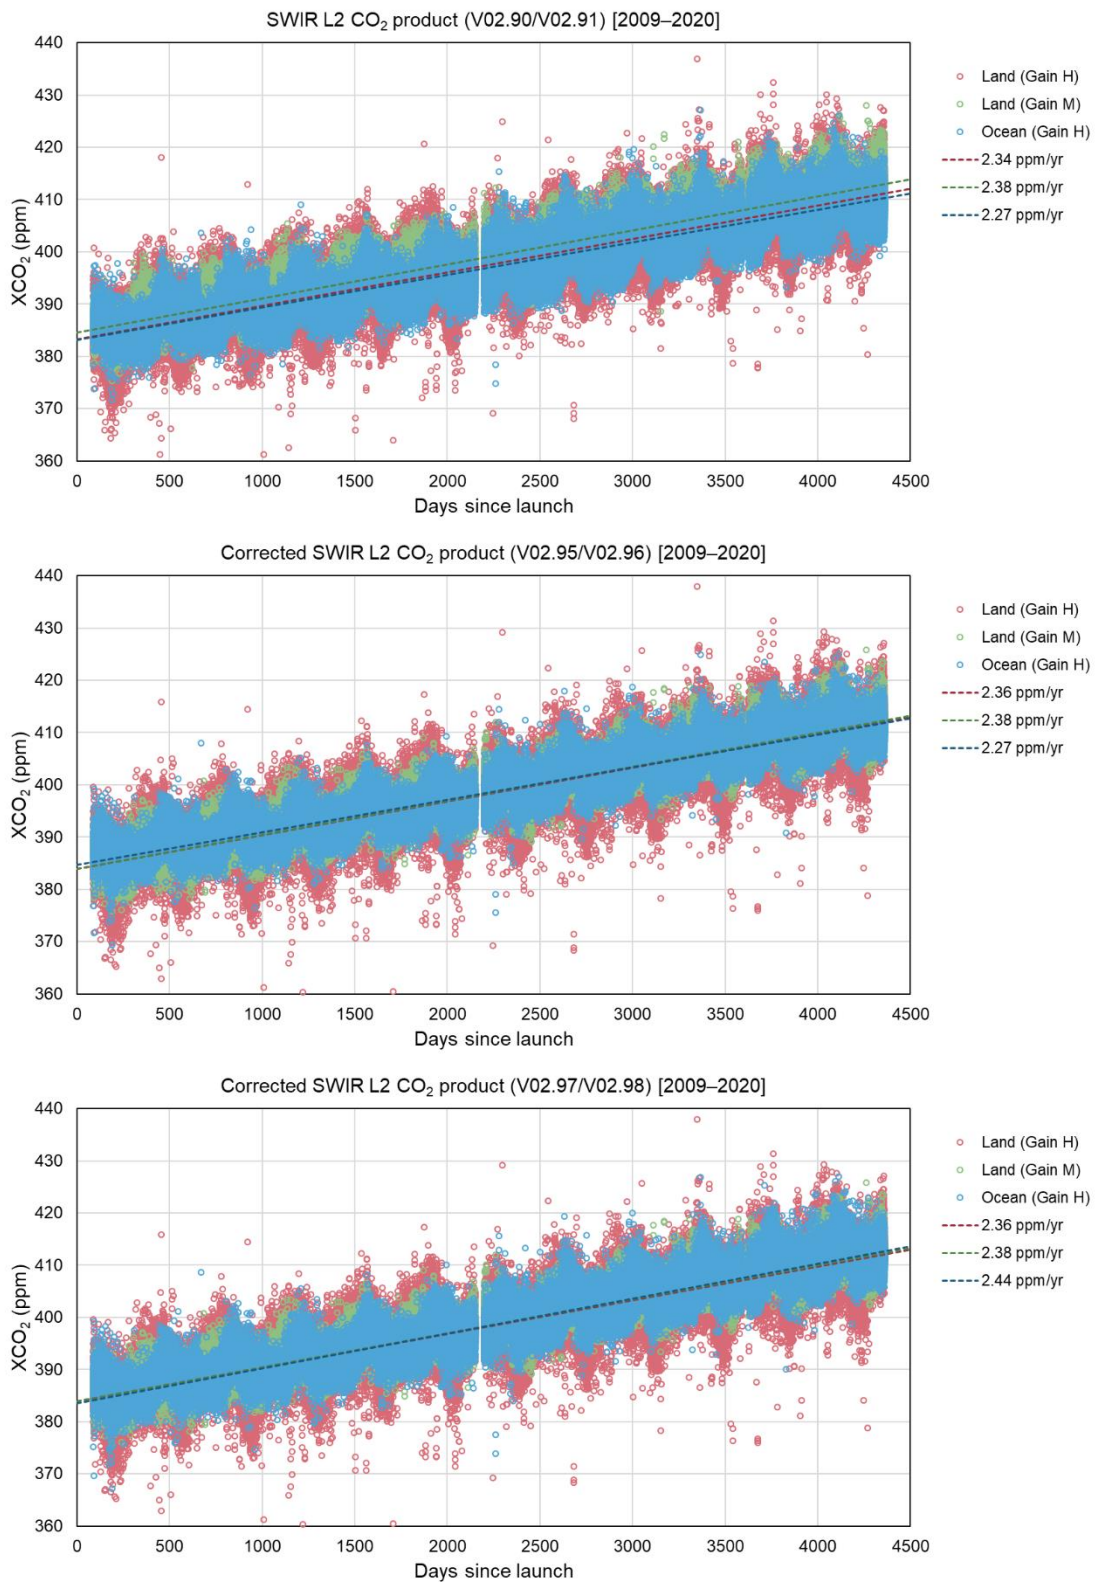 SWIR L2 CO₂ product (V02.90/V02.91) [2009–2020]
440
430
420
410
400
390
380
370
360
XCO₂ (ppm)
0 500 1000 1500 2000 2500 3000 3500 4000 4500
Days since launch
Land (Gain H)
Land (Gain M)
Ocean (Gain H)
2.34 ppm/yr
2.38 ppm/yr
2.27 ppm/yr
Corrected SWIR L2 CO₂ product (V02.95/V02.96) [2009–2020]
440
430
420
410
400
390
380
370
360
XCO₂ (ppm)
0 500 1000 1500 2000 2500 3000 3500 4000 4500
Days since launch
Land (Gain H)
Land (Gain M)
Ocean (Gain H)
2.36 ppm/yr
2.38 ppm/yr
2.27 ppm/yr
Corrected SWIR L2 CO₂ product (V02.97/V02.98) [2009–2020]
440
430
420
410
400
390
380
370
360
XCO₂ (ppm)
0 500 1000 1500 2000 2500 3000 3500 4000 4500
Days since launch
Land (Gain H)
Land (Gain M)
Ocean (Gain H)
2.36 ppm/yr
2.38 ppm/yr
2.44 ppm/yr